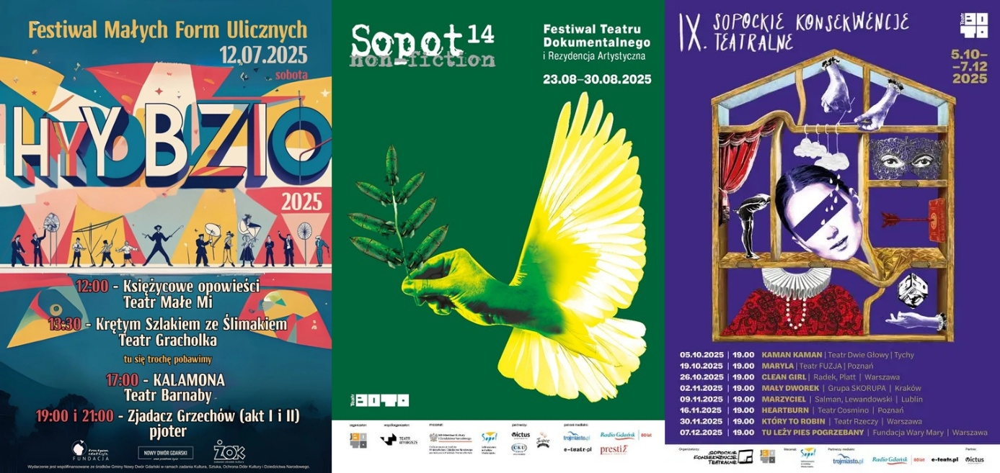 Festiwal Małych Form Ulicznych
12.07.2025
sobota
HYYBZIO
2025
12:00 - Księżycowe opowieści
Teatr Małe Mi
13:30 - Krętym Szlakiem ze Ślimakiem
Teatr Gracholka
tu się trochę pobawimy
17:00 - KALAMONA
Teatr Barnaby
19:00 i 21:00 - Zjadacz Grzechów (akt I i II)
pjoter
FUNDACJA
NOWY DWÓR GDAŃSKI
ŻOK
Wydarzenie jest współfinansowane ze środków Gminy Nowy Dwór Gdański w ramach zadania Kultura, Sztuka, Ochrona Dóbr Kultury i Dziedzictwa Narodowego.
Sopot 14
non-fiction
Festiwal Teatru
Dokumentalnego
i Rezydencja Artystyczna
23.08–30.08.2025
Teatr BOTO
organizator:
współorganizator:
partnerzy:
patroni medialni:
TEATR
WYBRZEŻE
Sopot
Victus
CKU
trojmiasto.pl
Radio Gdańsk
80 lat
e-teatr.pl
prestiż
IX. SOPOCKIE KONSEKWENCJE
TEATRALNE
Teatr BOTO
5.10–
–7.12
2025
05.10.2025 | 19.00 KAMAN KAMAN | Teatr Dwie Głowy | Tychy
19.10.2025 | 19.00 MARYLA | Teatr FUZJA | Poznań
26.10.2025 | 19.00 CLEAN GIRL | Radek, Platt | Warszawa
02.11.2025 | 19.00 MAŁY DWOREK | Grupa SKORUPA | Kraków
09.11.2025 | 19.00 MARZYCIEL | Salman, Lewandowski | Lublin
16.11.2025 | 19.00 HEARTBURN | Teatr Cosmino | Poznań
30.11.2025 | 19.00 KTÓRY TO ROBIN | Teatr Rzeczy | Warszawa
07.12.2025 | 19.00 TU LEŻY PIES POGRZEBANY | Fundacja Wary Mary | Warszawa
Organizatorzy:
Partnerzy medialni:
Partner:
SOPOCKIE
KONSEKWENCJE
TEATRALNE
Sopot
trojmiasto.pl
Radio Gdańsk
80 lat
e-teatr.pl
Victus